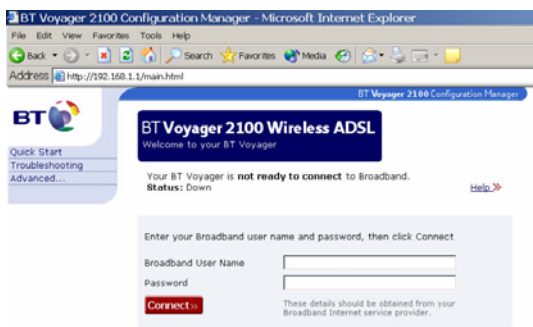 BT Voyager 2100 Configuration Manager - Microsoft Internet Explorer
File Edit View Favorites Tools Help
Back Search Favorites Media
Address http://192.168.1.1/main.html
BT Voyager 2100 Configuration Manager
BT
BT Voyager 2100 Wireless ADSL
Welcome to your BT Voyager
Quick Start
Troubleshooting
Advanced...
Your BT Voyager is not ready to connect to Broadband.
Status: Down
Help
Enter your Broadband user name and password, then click Connect
Broadband User Name
Password
Connect
These details should be obtained from your
Broadband Internet service provider.